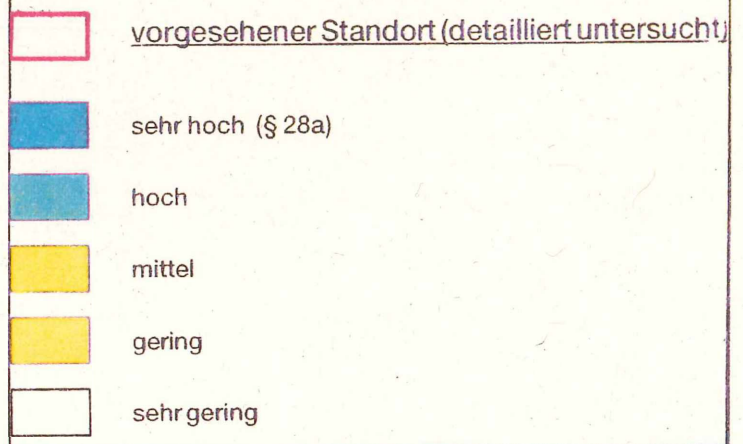 vorgesehener Standort (detailliert untersucht)
sehr hoch (§ 28a)
hoch
mittel
gering
sehr gering